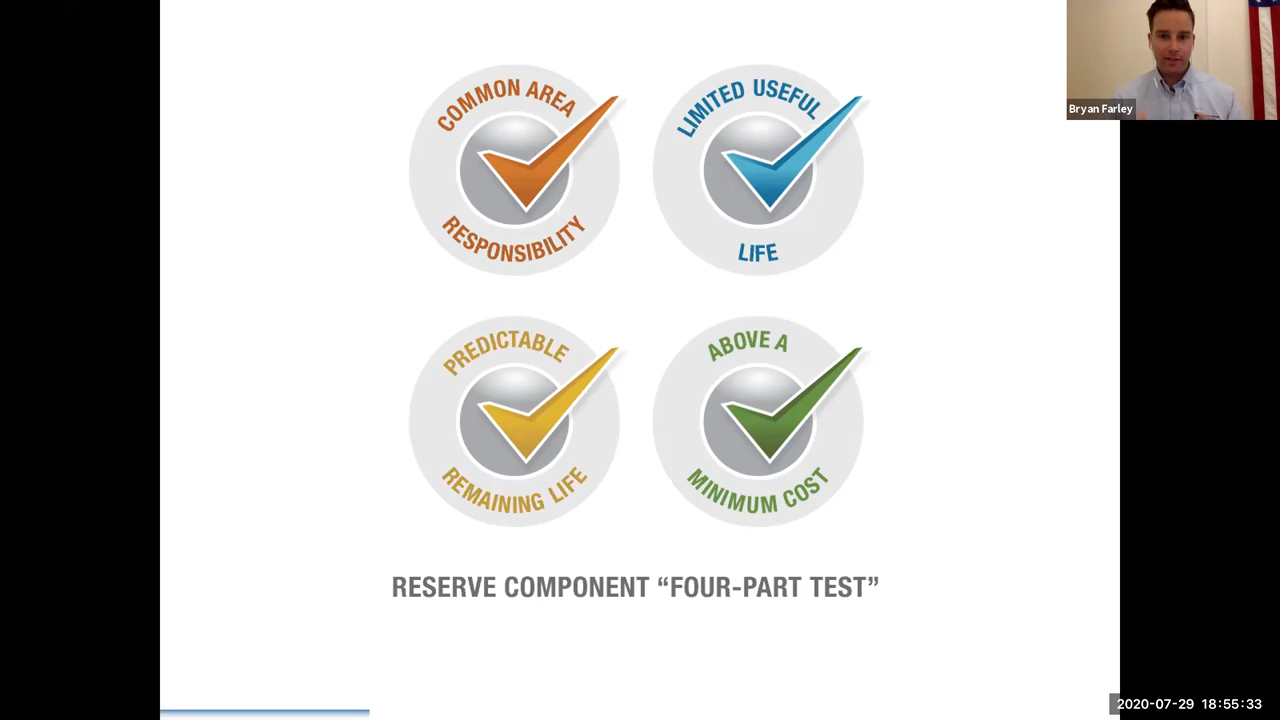 Bryan Farley
COMMON AREA
RESPONSIBILITY
LIMITED USEFUL
LIFE
PREDICTABLE
REMAINING LIFE
ABOVE A
MINIMUM COST
RESERVE COMPONENT “FOUR-PART TEST”
2020-07-29 18:55:33